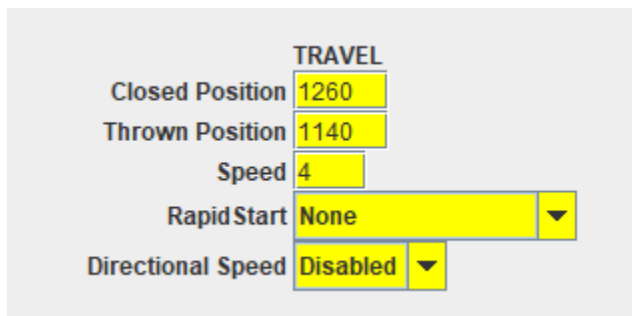 TRAVEL
Closed Position 1260
Thrown Position 1140
Speed 4
Rapid Start None
Directional Speed Disabled